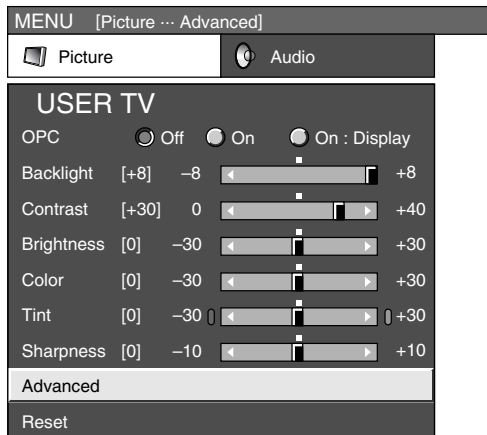 MENU [Picture ··· Advanced]
Picture Audio
USER TV
OPC Off On On : Display
Backlight [+8] –8 +8
Contrast [+30] 0 +40
Brightness [0] –30 +30
Color [0] –30 +30
Tint [0] –30 +30
Sharpness [0] –10 +10
Advanced
Reset